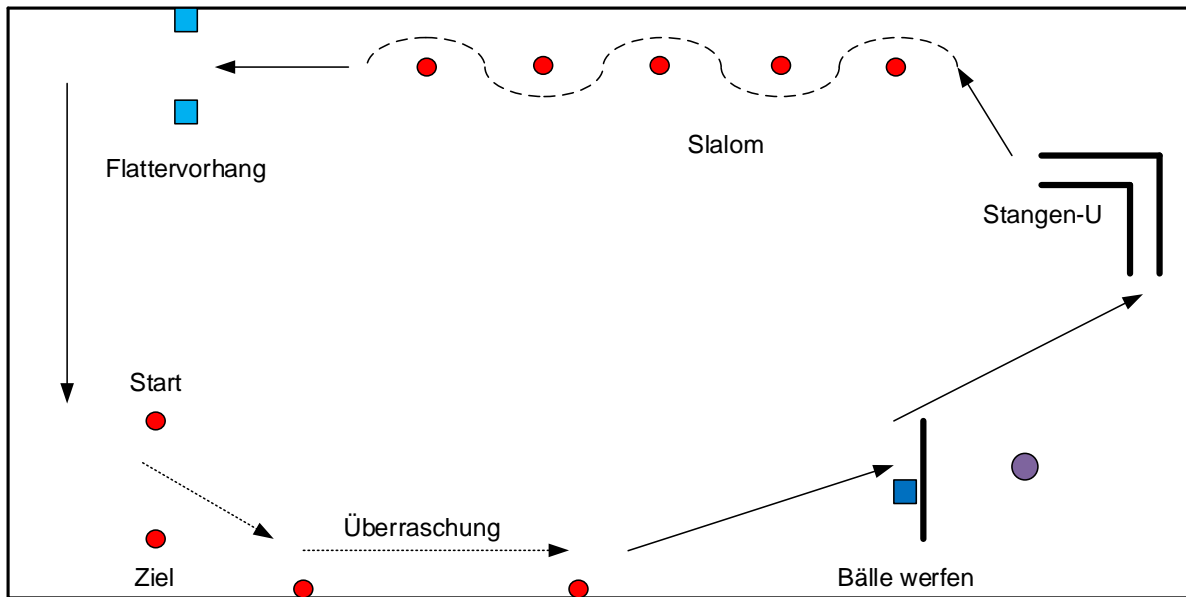 Slalom
Flattervorhang
Stangen-U
Start
Überraschung
Ziel
Bälle werfen